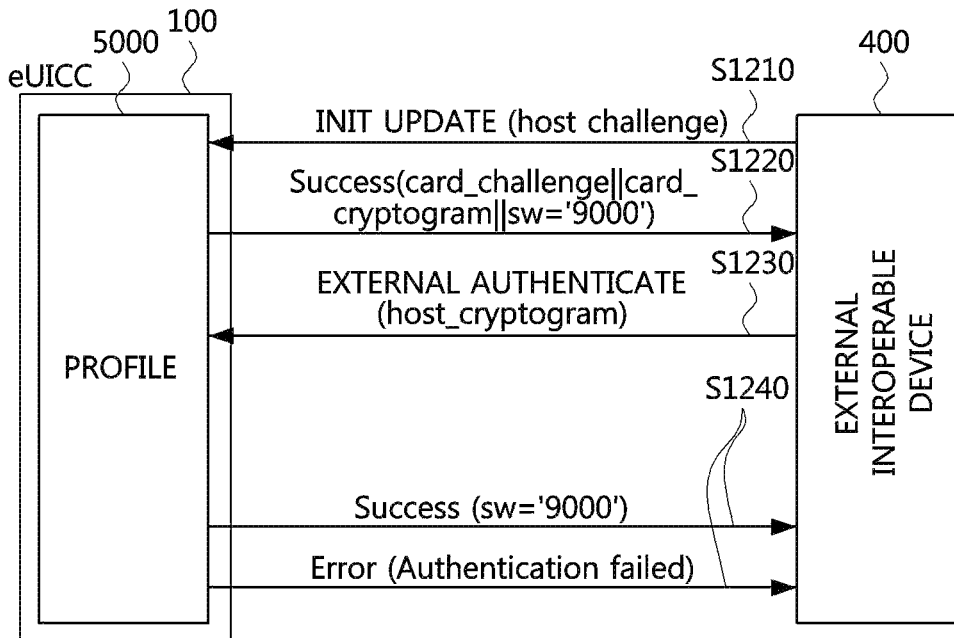 100
5000
400
eUICC
S1210
INIT UPDATE (host challenge)
S1220
Success(card_challenge||card_
cryptogram||sw='9000')
S1230
EXTERNAL AUTHENTICATE
(host_cryptogram)
PROFILE
EXTERNAL
INTEROPERABLE
DEVICE
S1240
Success (sw='9000')
Error (Authentication failed)